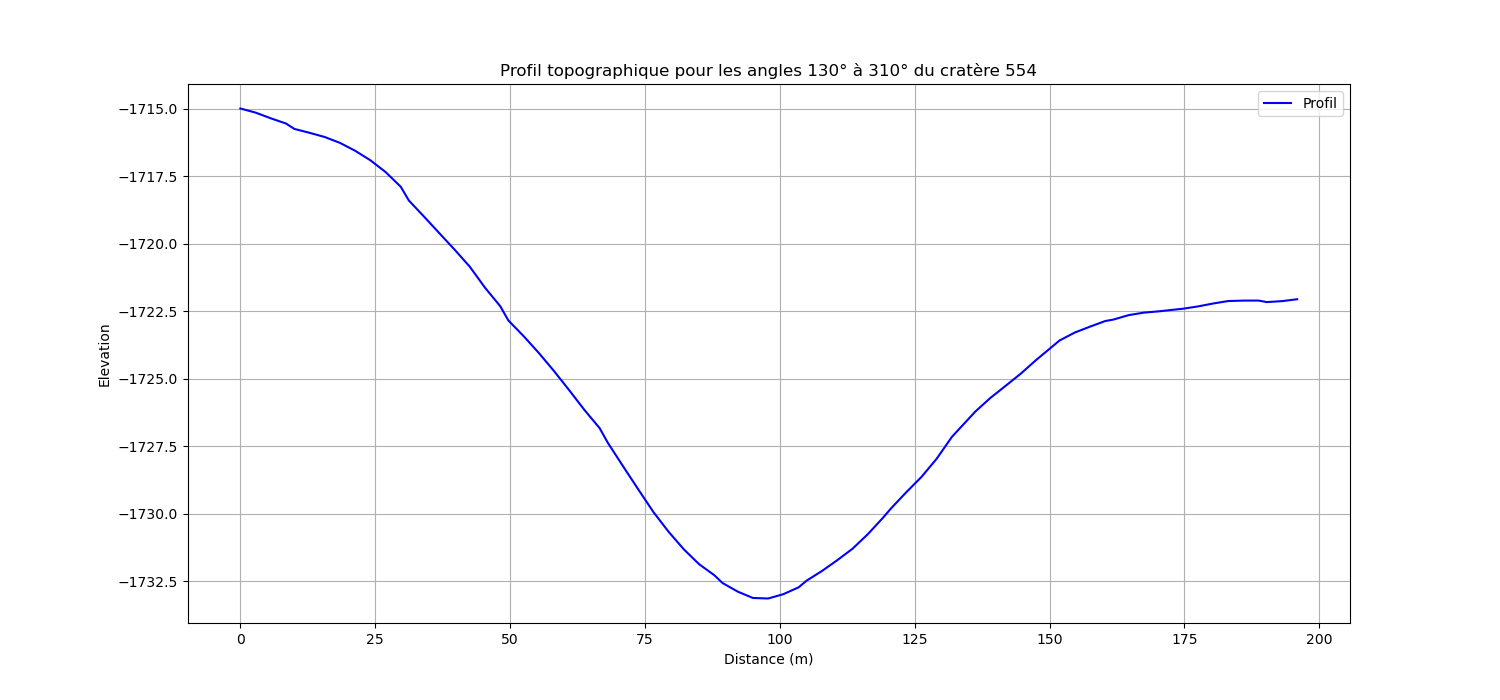 Profil topographique pour les angles 130° à 310° du cratère 554
Profil
−1715.0
−1717.5
−1720.0
−1722.5
−1725.0
−1727.5
−1730.0
−1732.5
Elevation
0 25 50 75 100 125 150 175 200
Distance (m)